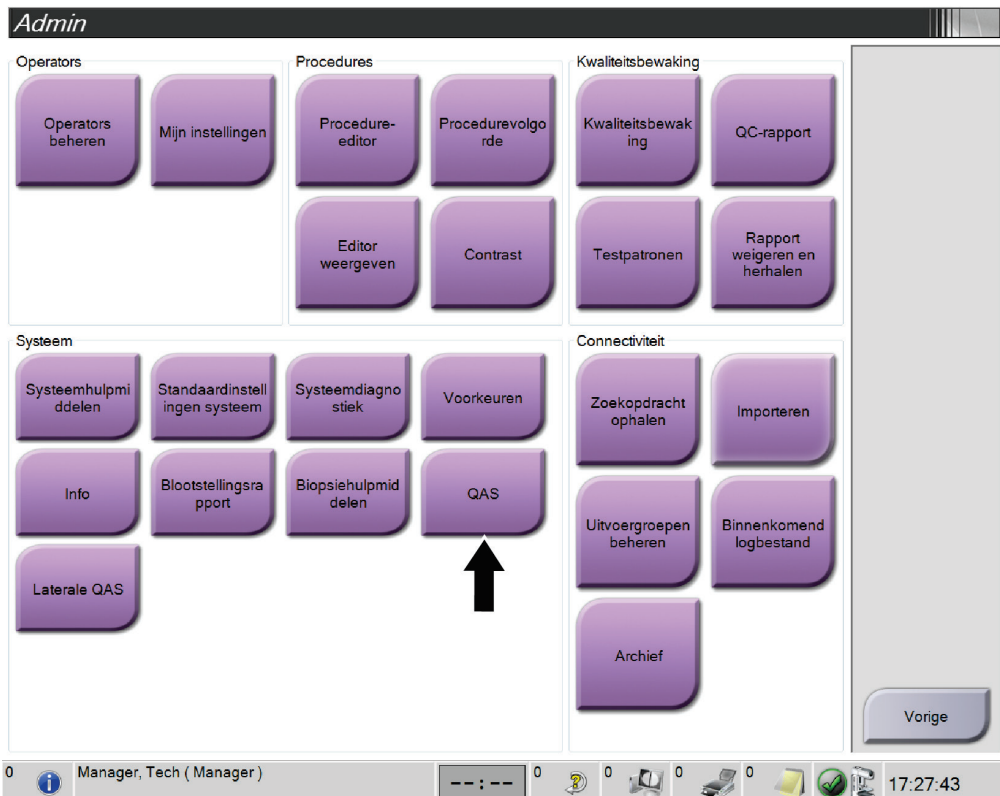 Admin
Operators
Operators
beheren
Mijn instellingen
Procedures
Procedure-
editor
Procedurevolgo
rde
Editor
weergeven
Contrast
Kwaliteitsbewaking
Kwaliteitsbewak
ing
QC-rapport
Testpatronen
Rapport
weigeren en
herhalen
Systeem
Systeemhulpmi
ddelen
Standaardinstell
ingen systeem
Systeemdiagno
stiek
Voorkeuren
Info
Blootstellingsra
pport
Biopsiehulpmid
delen
QAS
Laterale QAS
Connectiviteit
Zoekopdracht
ophalen
Importeren
Uitvoergroepen
beheren
Binnenkomend
logbestand
Archief
Vorige
0
Manager, Tech ( Manager )
--:--
0
0
0
0
17:27:43